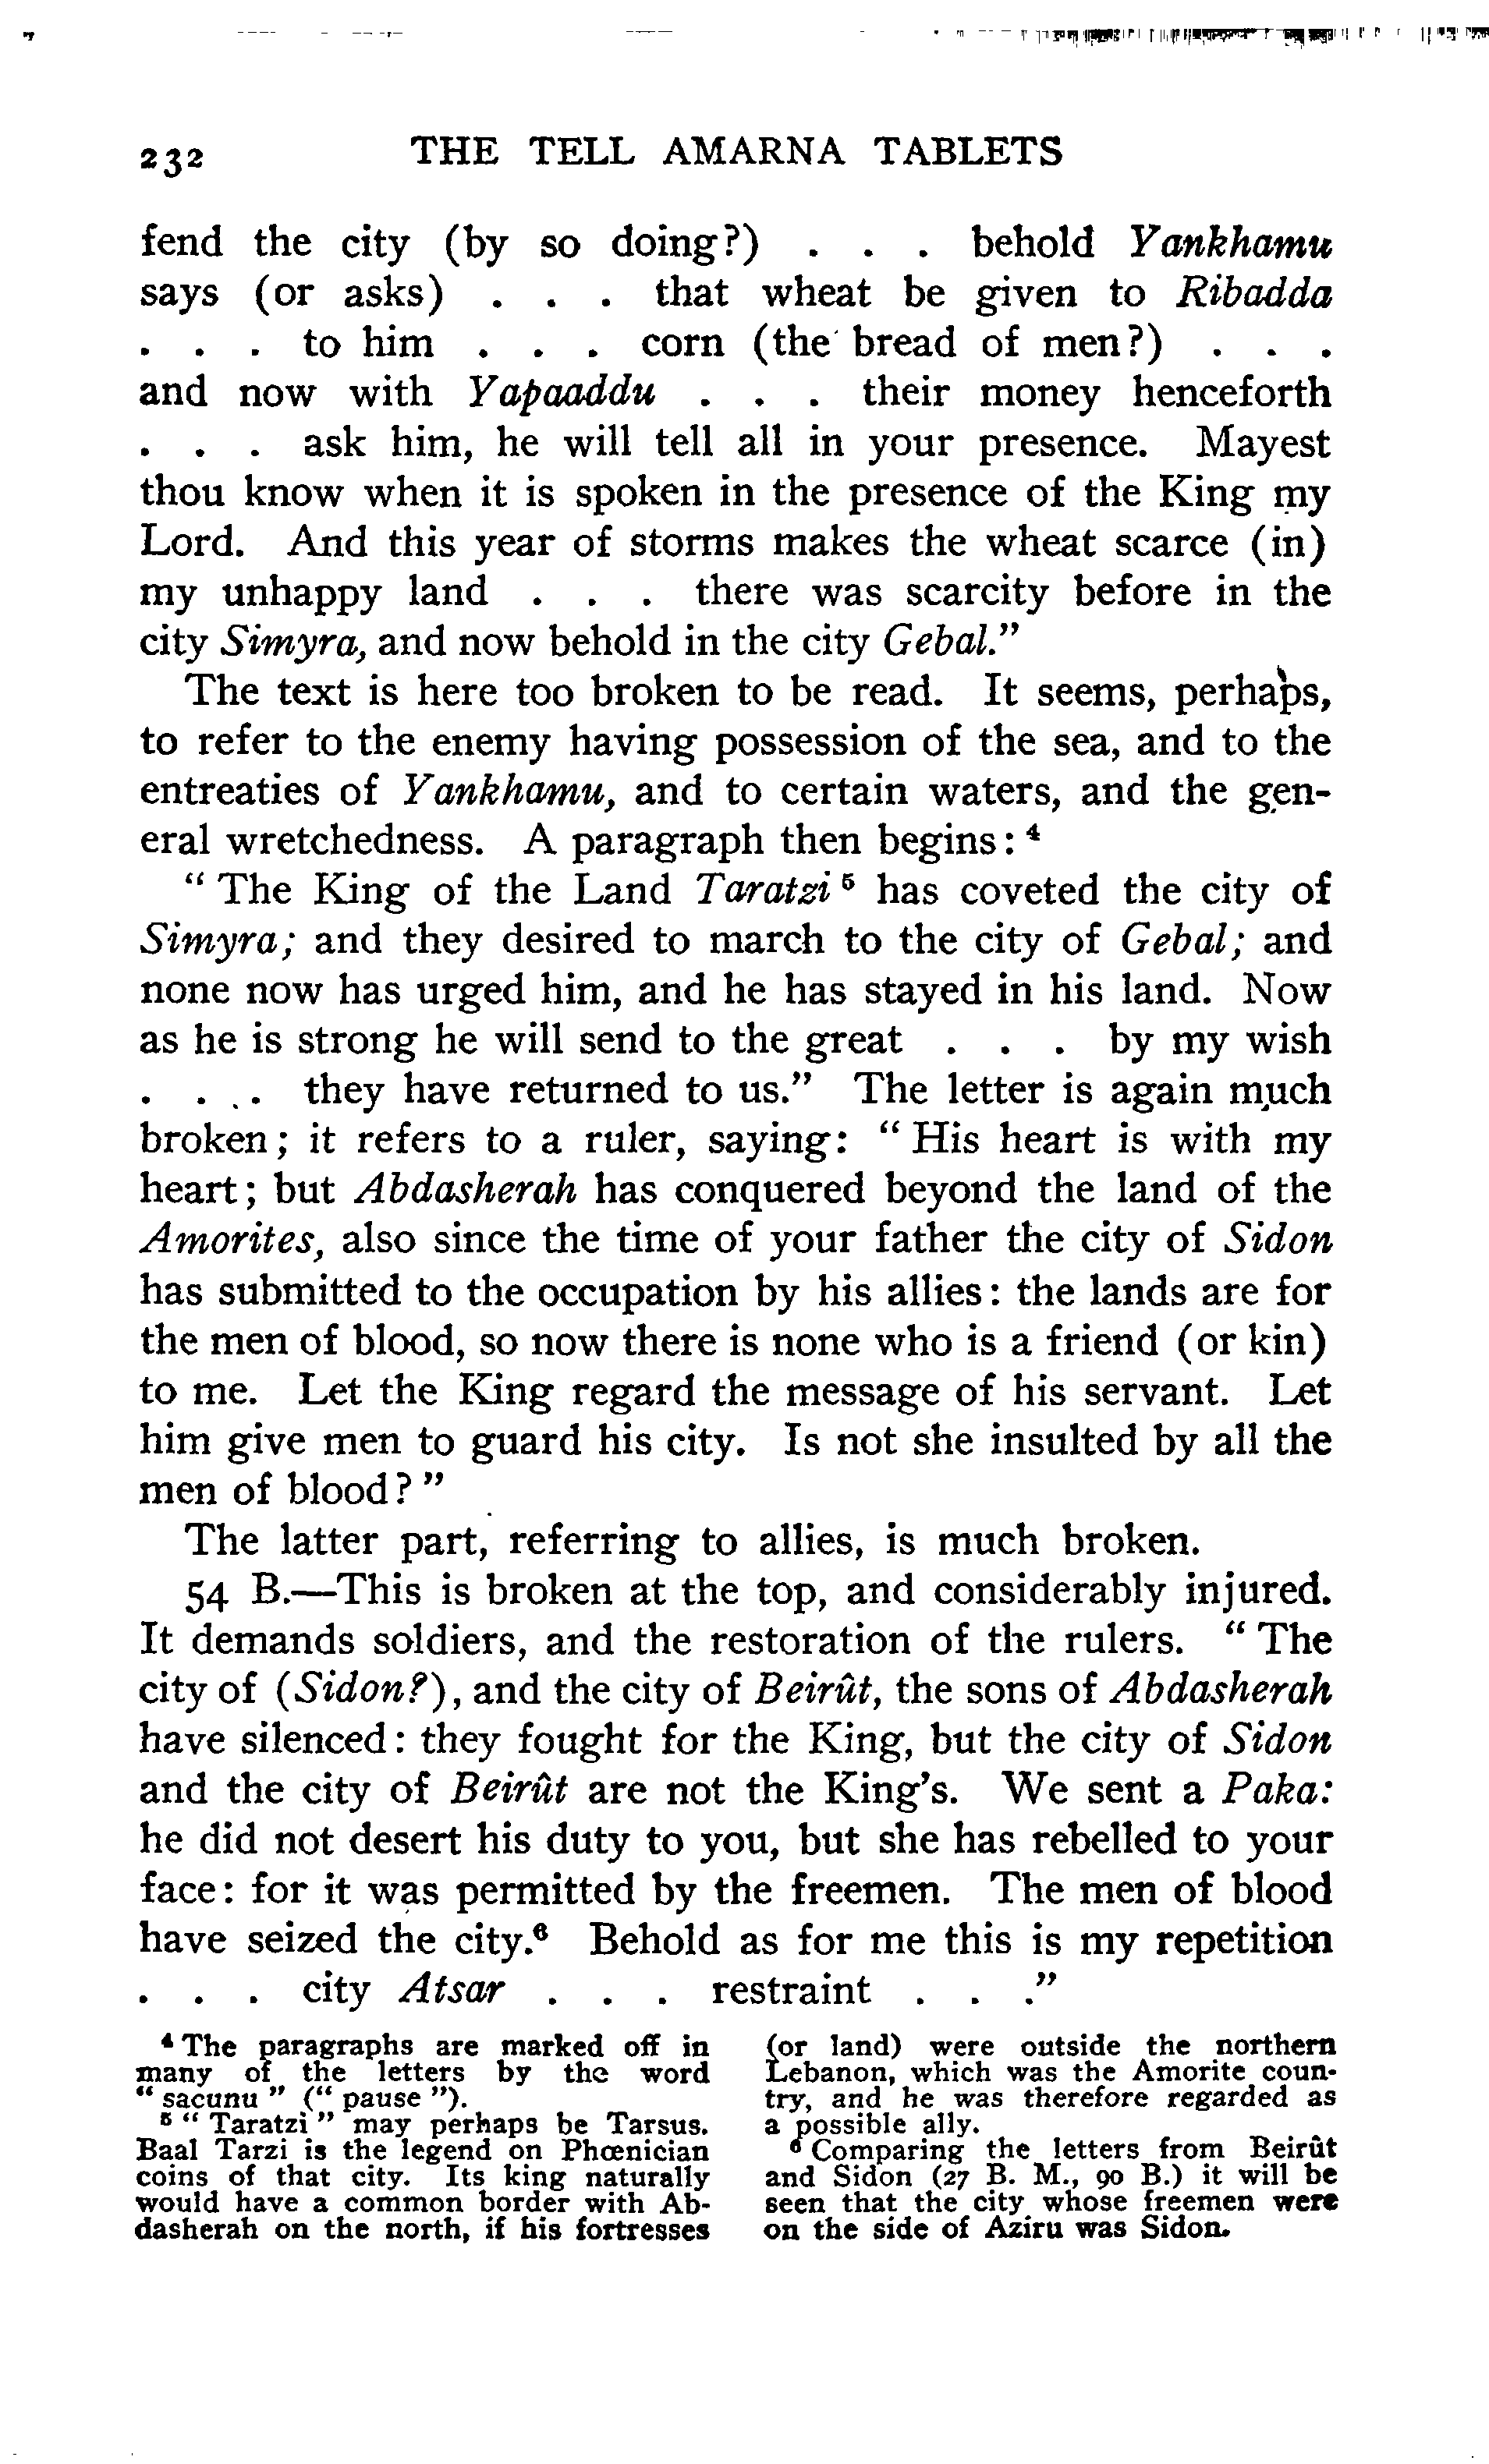 232 THE TELL AMARNA TABLETS
fend the city (by so doing?) . . . behold Yankhamu
says (or asks) . . . that wheat be given to Ribadda
. . . to him . . . corn (the bread of men?) . . .
and now with Yapaaddu . . . their money henceforth
. . . ask him, he will tell all in your presence. Mayest
thou know when it is spoken in the presence of the King my
Lord. And this year of storms makes the wheat scarce (in)
my unhappy land . . . there was scarcity before in the
city Simyra, and now behold in the city Gebal."
The text is here too broken to be read. It seems, perhaps,
to refer to the enemy having possession of the sea, and to the
entreaties of Yankhamu, and to certain waters, and the gen-
eral wretchedness. A paragraph then begins: ⁴
" The King of the Land Taratzi ⁵ has coveted the city of
Simyra; and they desired to march to the city of Gebal; and
none now has urged him, and he has stayed in his land. Now
as he is strong he will send to the great . . . by my wish
. . . they have returned to us." The letter is again much
broken; it refers to a ruler, saying: " His heart is with my
heart; but Abdasherah has conquered beyond the land of the
Amorites, also since the time of your father the city of Sidon
has submitted to the occupation by his allies: the lands are for
the men of blood, so now there is none who is a friend (or kin)
to me. Let the King regard the message of his servant. Let
him give men to guard his city. Is not she insulted by all the
men of blood? "
The latter part, referring to allies, is much broken.
54 B.—This is broken at the top, and considerably injured.
It demands soldiers, and the restoration of the rulers. " The
city of (Sidon?), and the city of Beirût, the sons of Abdasherah
have silenced: they fought for the King, but the city of Sidon
and the city of Beirût are not the King's. We sent a Paka:
he did not desert his duty to you, but she has rebelled to your
face: for it was permitted by the freemen. The men of blood
have seized the city.⁶ Behold as for me this is my repetition
. . . city Atsar . . . restraint . . ."
⁴ The paragraphs are marked off in
many of the letters by the word
" sacunu " (" pause ").
⁵ " Taratzi " may perhaps be Tarsus.
Baal Tarzi is the legend on Phœnician
coins of that city. Its king naturally
would have a common border with Ab-
dasherah on the north, if his fortresses
(or land) were outside the northern
Lebanon, which was the Amorite coun-
try, and he was therefore regarded as
a possible ally.
⁶ Comparing the letters from Beirût
and Sidon (27 B. M., 90 B.) it will be
seen that the city whose freemen were
on the side of Aziru was Sidon.